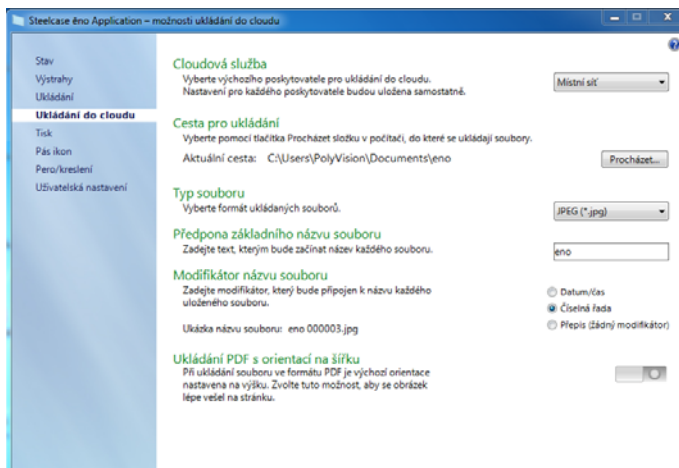 Steelcase ēno Application – možnosti ukládání do cloudu
Stav
Výstrahy
Ukládání
Ukládání do cloudu
Tisk
Pás ikon
Pero/kreslení
Uživatelská nastavení
Cloudová služba
Vyberte výchozího poskytovatele pro ukládání do cloudu.
Nastavení pro každého poskytovatele budou uložena samostatně.
Místní síť
Cesta pro ukládání
Vyberte pomocí tlačítka Procházet složku v počítači, do které se ukládají soubory.
Aktuální cesta: C:\Users\PolyVision\Documents\eno
Procházet...
Typ souboru
Vyberte formát ukládaných souborů.
JPEG (*.jpg)
Předpona základního názvu souboru
Zadejte text, kterým bude začínat název každého souboru.
eno
Modifikátor názvu souboru
Zadejte modifikátor, který bude připojen k názvu každého
uloženého souboru.
Datum/čas
Číselná řada
Přepis (žádný modifikátor)
Ukázka názvu souboru: eno 000003.jpg
Ukládání PDF s orientací na šířku
Při ukládání souboru ve formátu PDF je výchozí orientace
nastavena na výšku. Zvolte tuto možnost, aby se obrázek
lépe vešel na stránku.